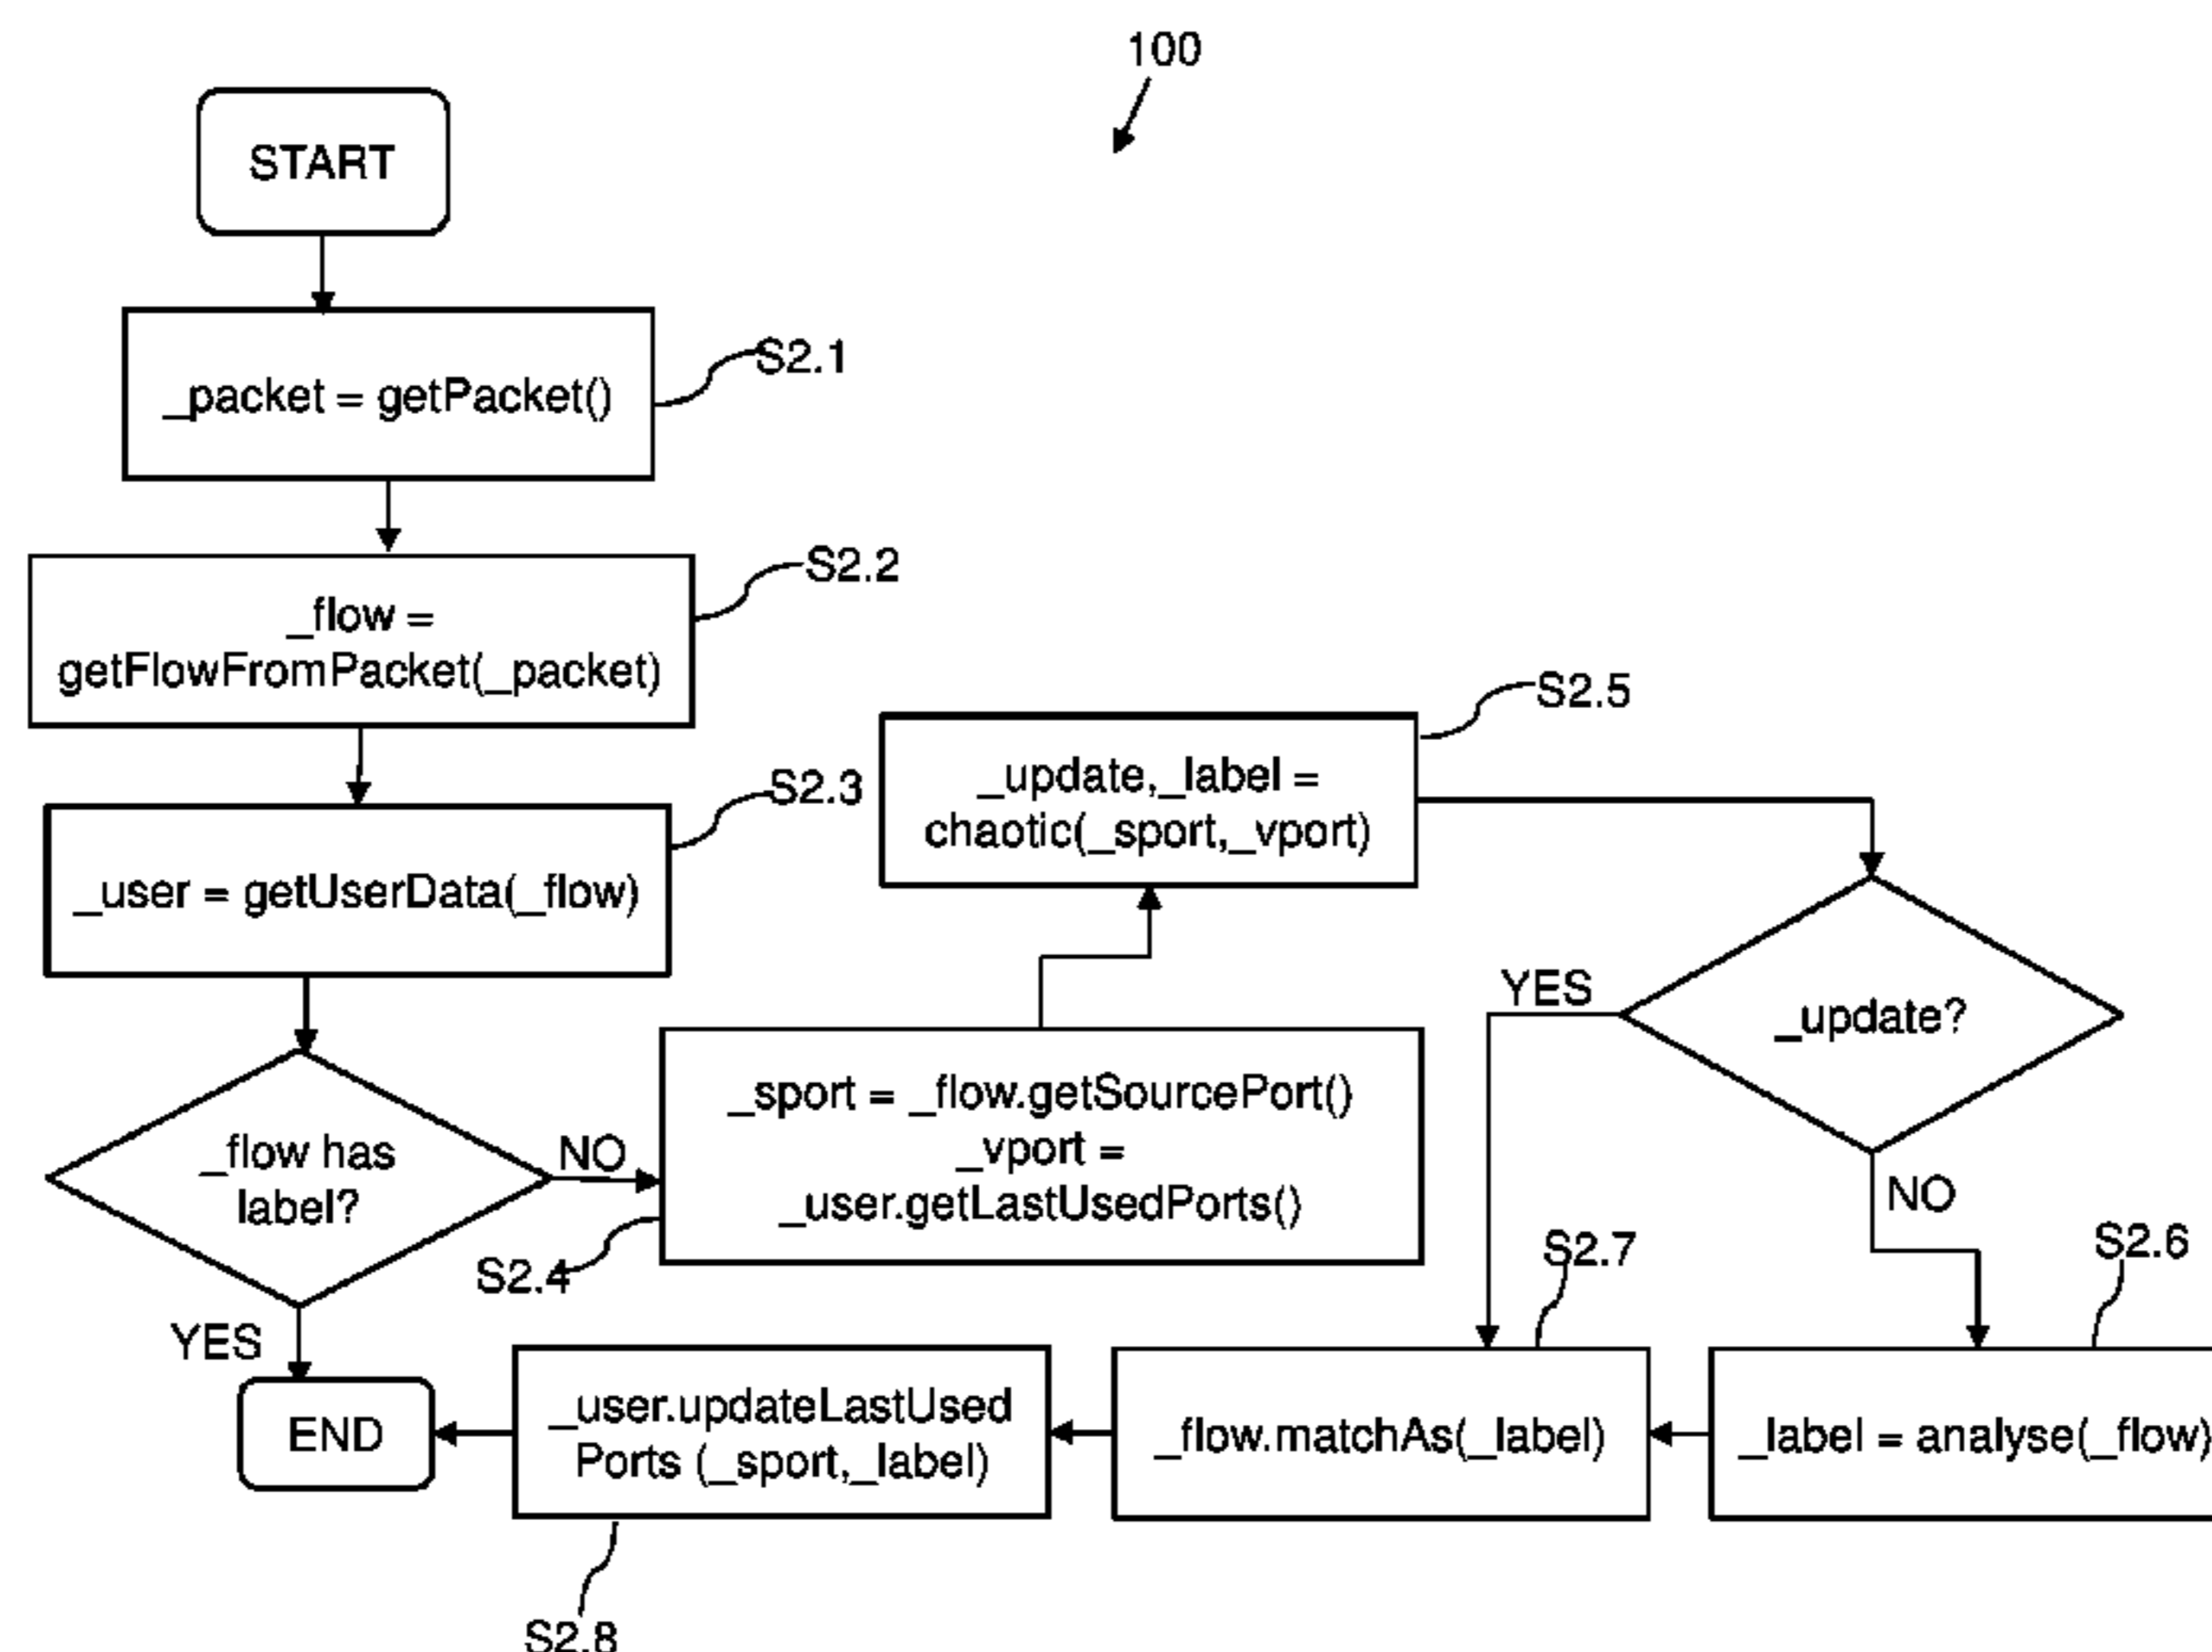 100
START
_packet = getPacket()
S2.1
_flow =
getFlowFromPacket(_packet)
S2.2
_user = getUserData(_flow)
S2.3
_flow has
label?
NO
YES
_sport = _flow.getSourcePort()
_vport =
_user.getLastUsedPorts()
S2.4
_update,_label =
chaotic(_sport,_vport)
S2.5
_update?
YES
NO
_label = analyse(_flow)
S2.6
_flow.matchAs(_label)
S2.7
_user.updateLastUsed
Ports (_sport,_label)
S2.8
END